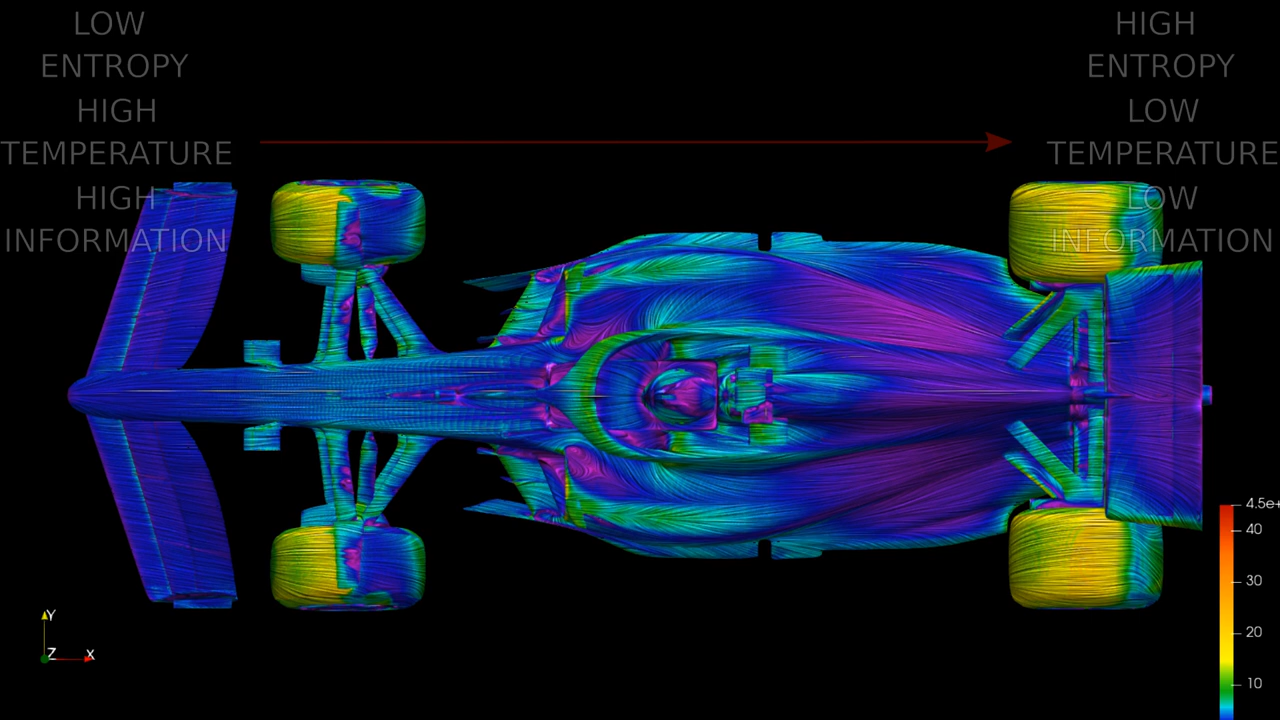 LOW
ENTROPY
HIGH
TEMPERATURE
HIGH
INFORMATION
HIGH
ENTROPY
LOW
TEMPERATURE
LOW
INFORMATION
4.5e+
40
30
20
10
Y
Z X